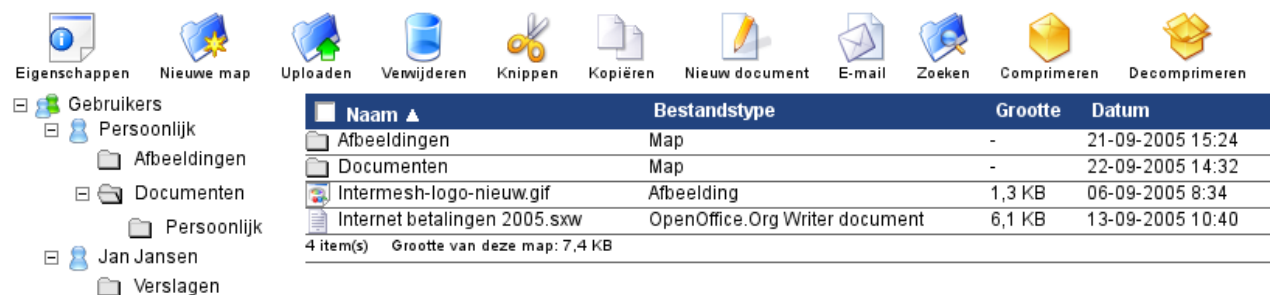 Eigenschappen Nieuwe map Uploaden Verwijderen Knippen Kopiëren Nieuw document E-mail Zoeken Comprimeren Decomprimeren
Gebruikers
Persoonlijk
Afbeeldingen
Documenten
Persoonlijk
Jan Jansen
Verslagen
Naam ▲ Bestandstype Grootte Datum
Afbeeldingen Map - 21-09-2005 15:24
Documenten Map - 22-09-2005 14:32
Intermesh-logo-nieuw.gif Afbeelding 1,3 KB 06-09-2005 8:34
Internet betalingen 2005.sxw OpenOffice.Org Writer document 6,1 KB 13-09-2005 10:40
4 item(s) Grootte van deze map: 7,4 KB